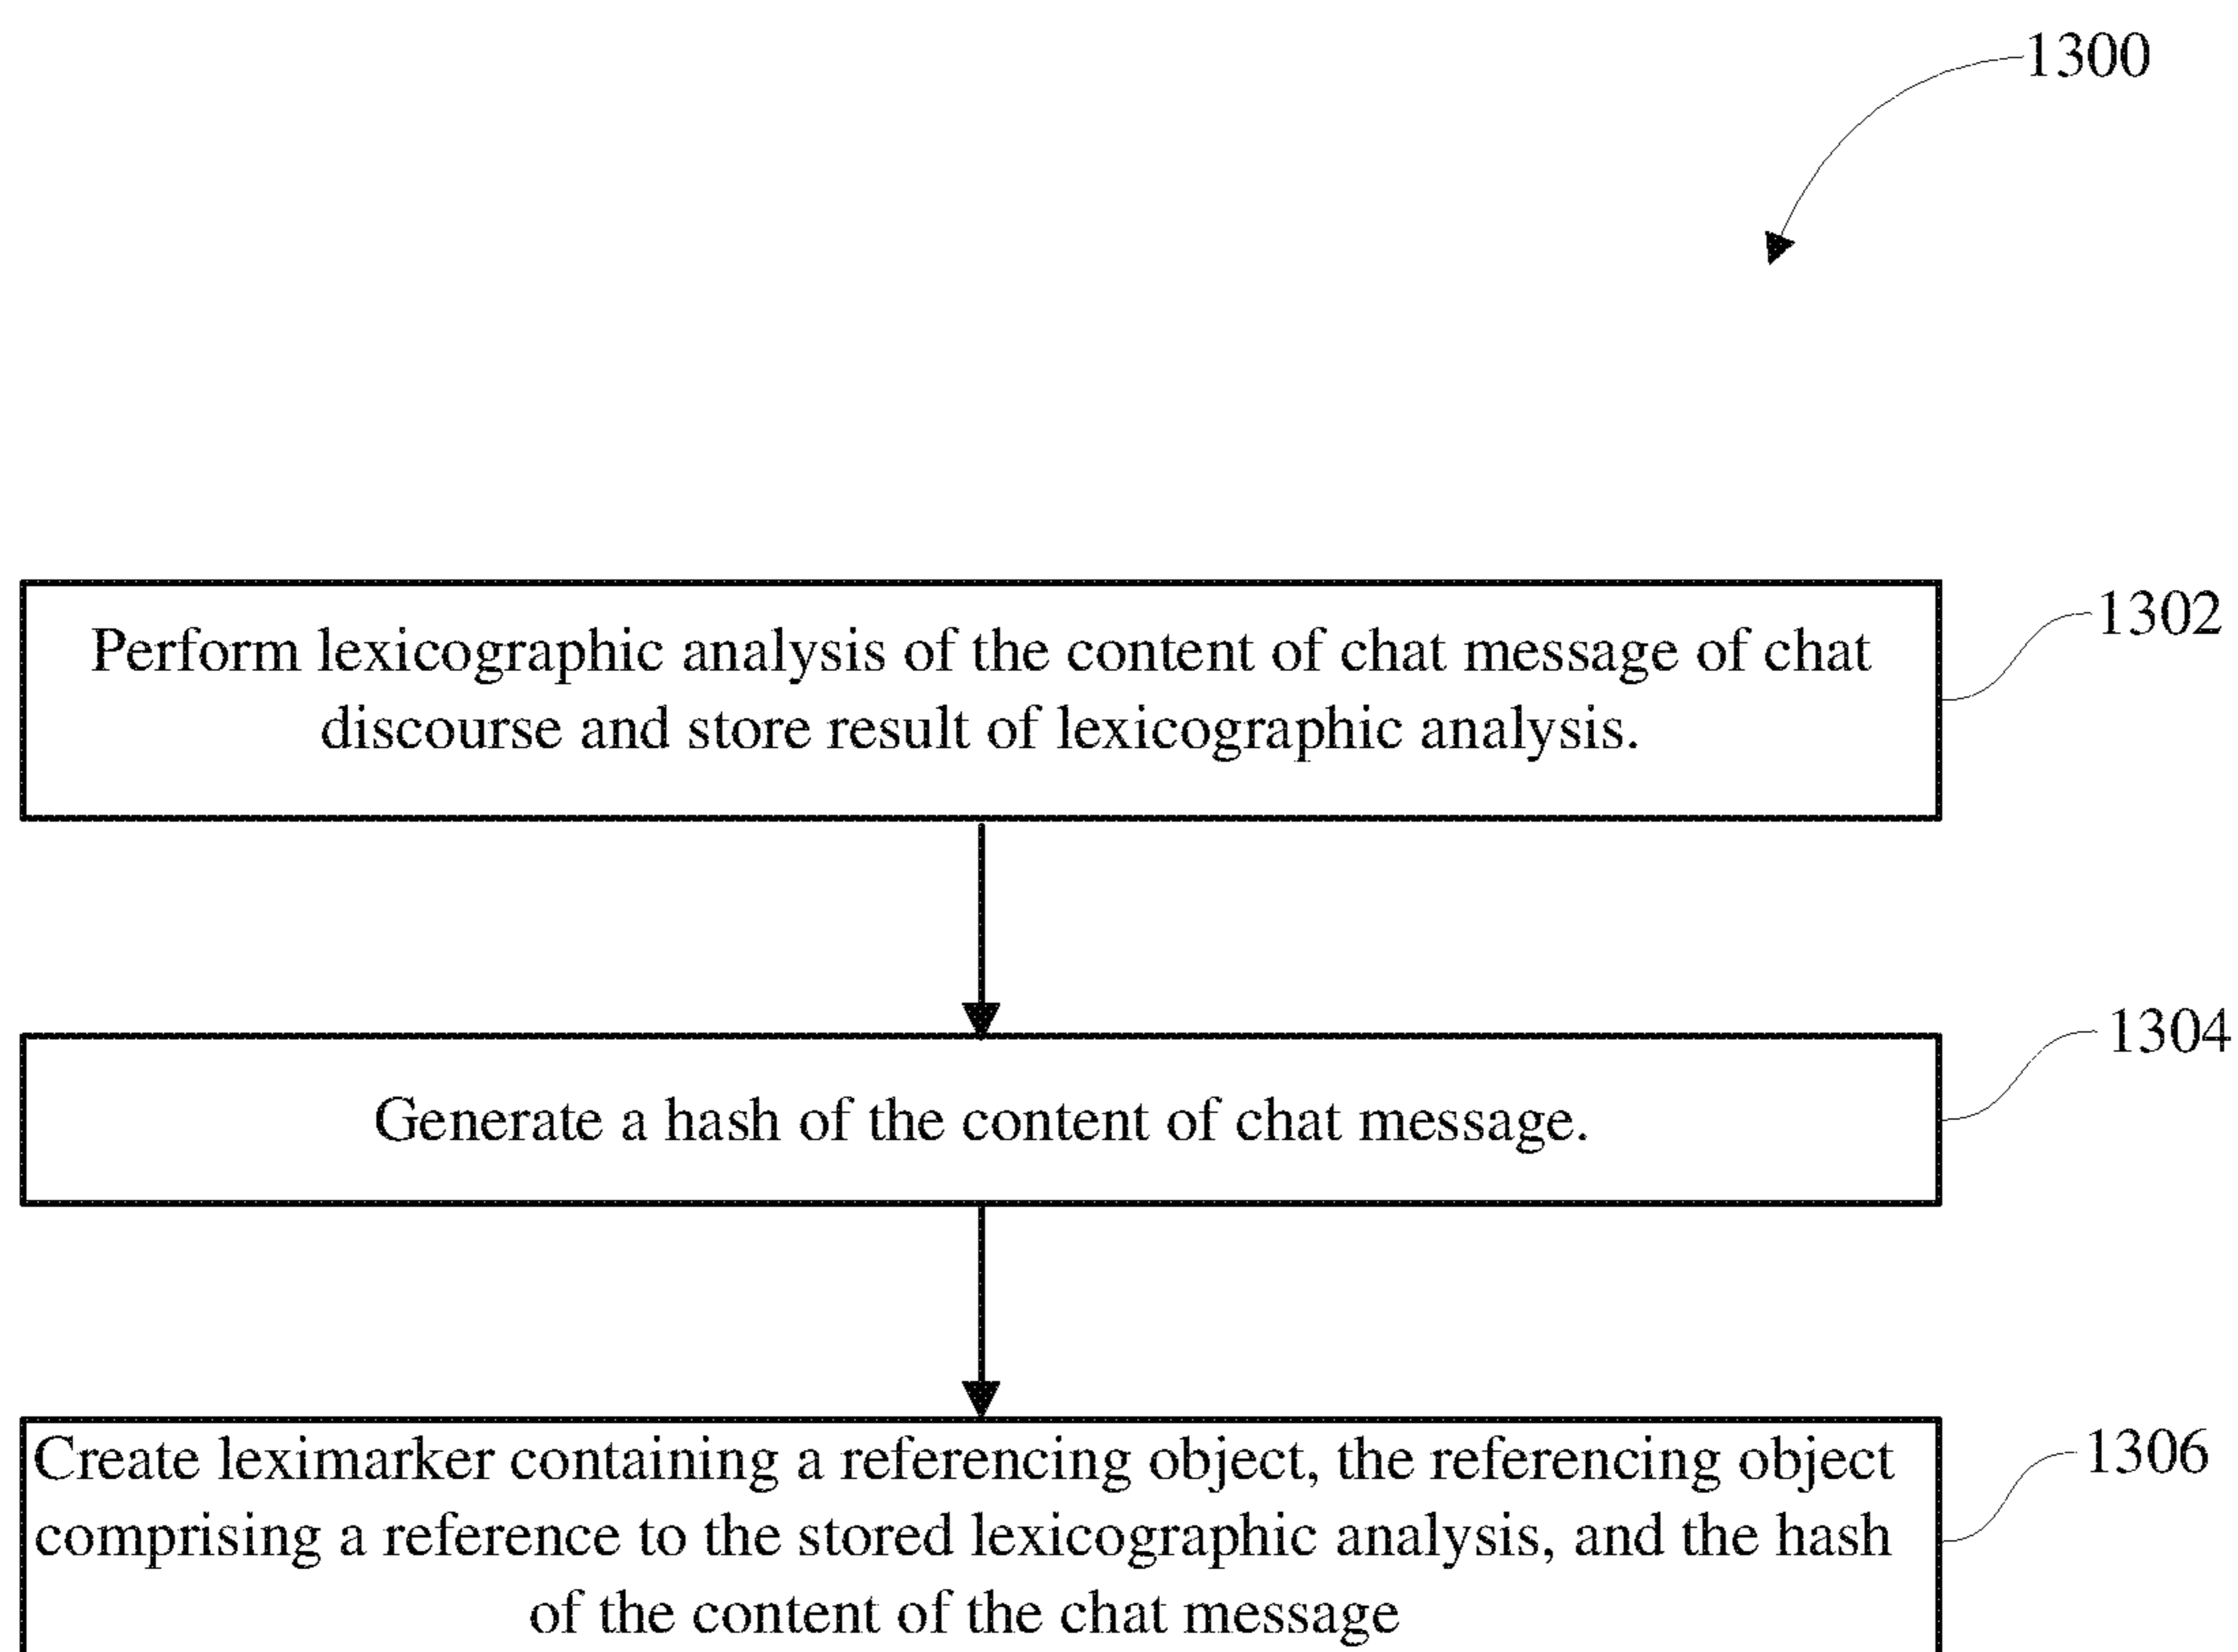 1300
Perform lexicographic analysis of the content of chat message of chat
discourse and store result of lexicographic analysis.
1302
Generate a hash of the content of chat message.
1304
Create leximarker containing a referencing object, the referencing object
comprising a reference to the stored lexicographic analysis, and the hash
of the content of the chat message
1306